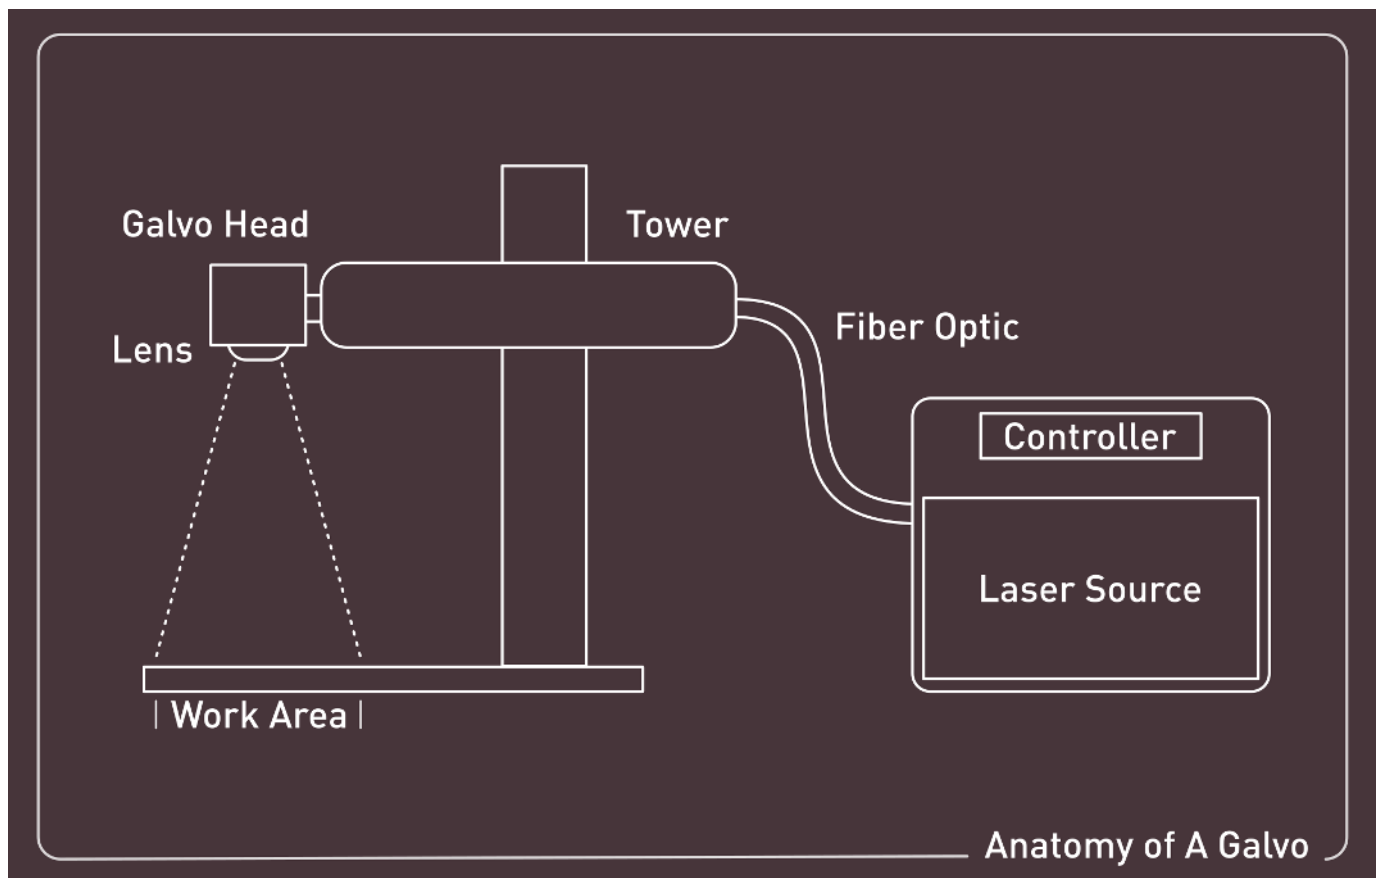 Galvo Head
Tower
Lens
Fiber Optic
Controller
Laser Source
Work Area
Anatomy of A Galvo